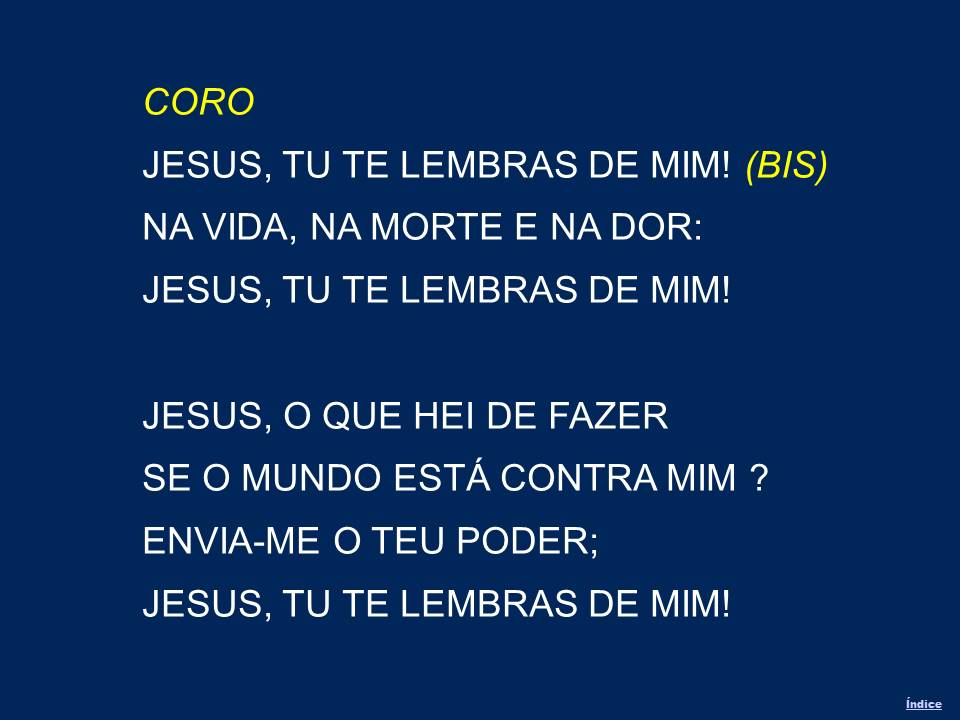 CORO
JESUS, TU TE LEMBRAS DE MIM! (BIS)
NA VIDA, NA MORTE E NA DOR:
JESUS, TU TE LEMBRAS DE MIM!
JESUS, O QUE HEI DE FAZER
SE O MUNDO ESTÁ CONTRA MIM ?
ENVIA-ME O TEU PODER;
JESUS, TU TE LEMBRAS DE MIM!
Índice